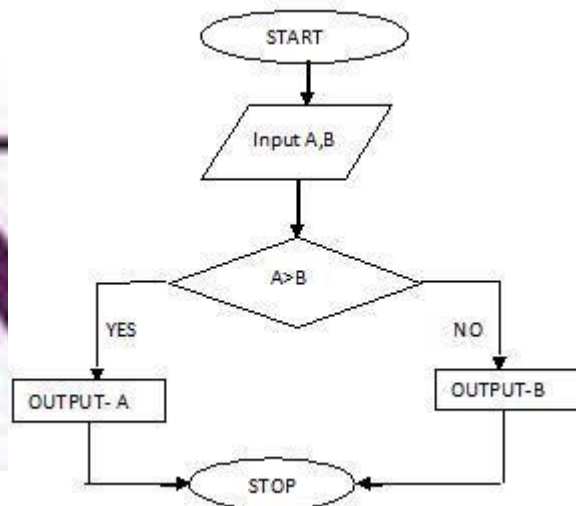 START
Input A,B
A>B
YES
NO
OUTPUT- A
OUTPUT-B
STOP